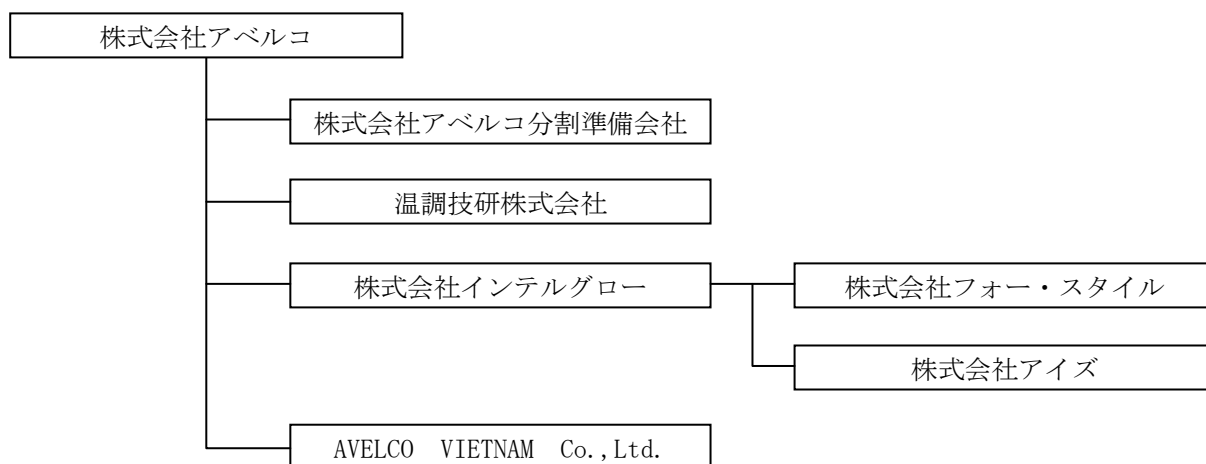 株式会社アベルコ
株式会社アベルコ分割準備会社
温調技研株式会社
株式会社インテルグロー
株式会社フォー・スタイル
株式会社アイズ
AVELCO VIETNAM Co.,Ltd.